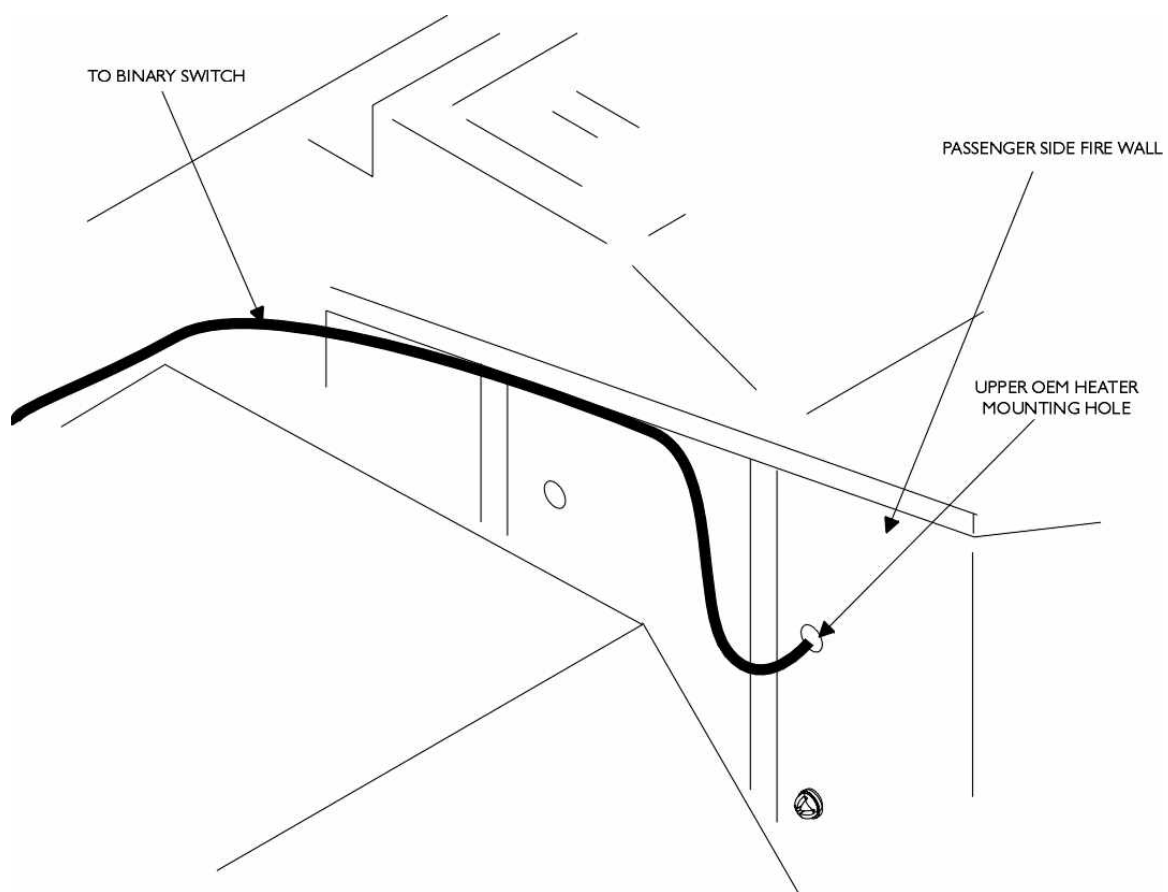 TO BINARY SWITCH
PASSENGER SIDE FIRE WALL
UPPER OEM HEATER
MOUNTING HOLE